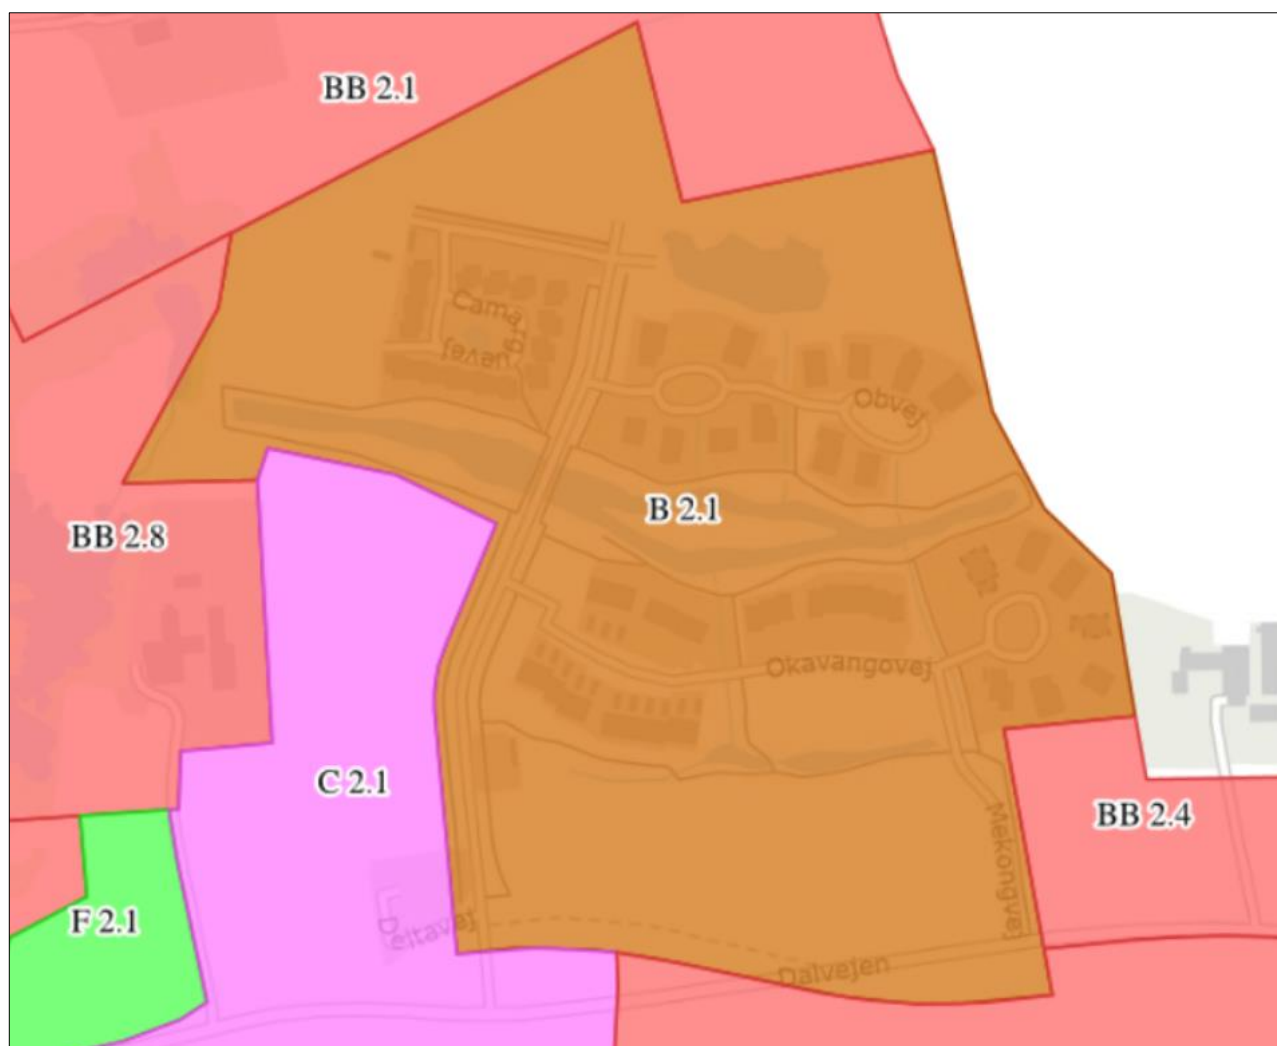 BB 2.1
Camarguevej
Obvej
B 2.1
BB 2.8
Okavangovej
C 2.1
BB 2.4
Mekongvej
F 2.1
Deltavej
Dalvejen